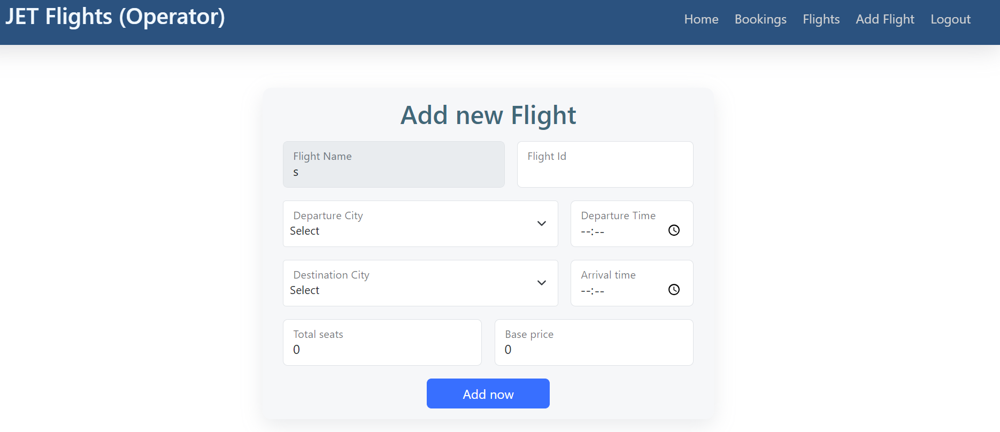 JET Flights (Operator)
Home Bookings Flights Add Flight Logout
Add new Flight
Flight Name
s
Flight Id
Departure City
Select
Departure Time
--:--
Destination City
Select
Arrival time
--:--
Total seats
0
Base price
0
Add now